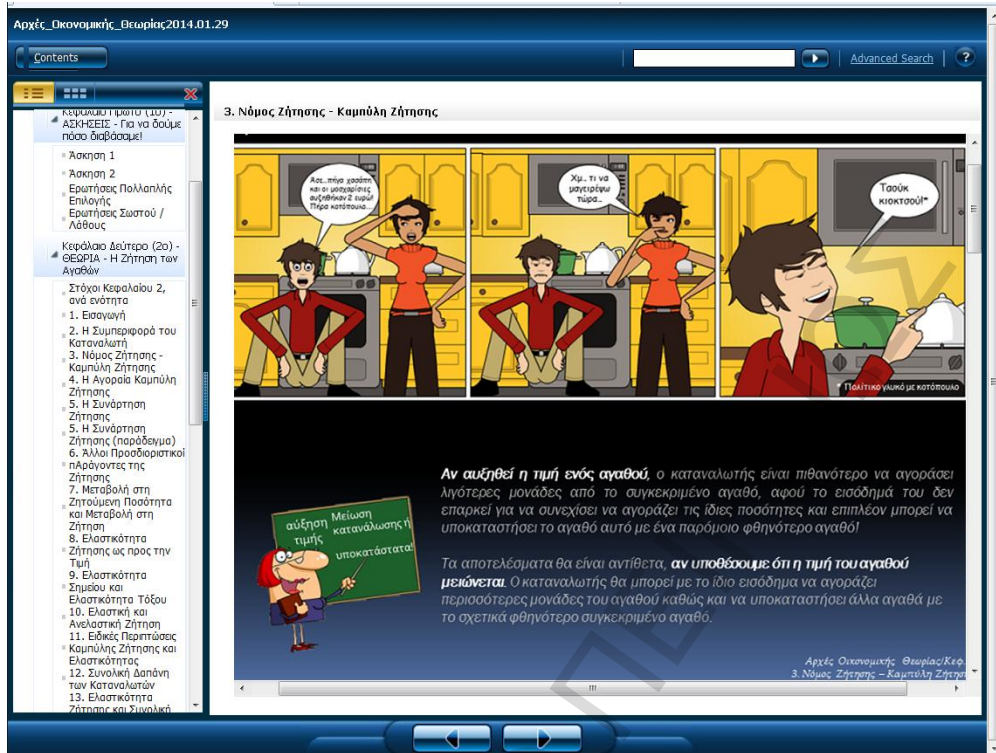 Αρχές_Οικονομικής_Θεωρίας2014.01.29
Contents
Advanced Search
?
Κεφάλαιο Πρώτο (1ο) -
ΑΣΚΗΣΕΙΣ - Για να δούμε
πόσο διαβάσαμε!
Άσκηση 1
Άσκηση 2
Ερωτήσεις Πολλαπλής
Επιλογής
Ερωτήσεις Σωστού /
Λάθους
Κεφάλαιο Δεύτερο (2ο) -
ΘΕΩΡΙΑ - Η Ζήτηση των
Αγαθών
Στόχοι Κεφαλαίου 2,
ανά ενότητα
1. Εισαγωγή
2. Η Συμπεριφορά του
Καταναλωτή
3. Νόμος Ζήτησης -
Καμπύλη Ζήτησης
4. Η Αγοραία Καμπύλη
Ζήτησης
5. Η Συνάρτηση
Ζήτησης
5. Η Συνάρτηση
Ζήτησης (παράδειγμα)
6. Άλλοι Προσδιοριστικοί
πΑράγοντες της
Ζήτησης
7. Μεταβολή στη
Ζητούμενη Ποσότητα
και Μεταβολή στη
Ζήτηση
8. Ελαστικότητα
Ζήτησης ως προς την
Τιμή
9. Ελαστικότητα
Σημείου και
Ελαστικότητα Τόξου
10. Ελαστική και
Ανελαστική Ζήτηση
11. Ειδικές Περιπτώσεις
Καμπύλης Ζήτησης και
Ελαστικότητας
12. Συνολική Δαπάνη
των Καταναλωτών
13. Ελαστικότητα
Ζήτησης και Συνολική
3. Νόμος Ζήτησης - Καμπύλη Ζήτησης
Άσε..πήγα χασάπη
και οι μοσχαρίσιες
αυξηθήκαν 2 ευρώ!
Πήρα κοτόπουλο...
Χμ.. τι να
μαγειρέψω
τώρα..
Ταούκ
κιοκτσού!*
* Πολίτικο γλυκό με κοτόπουλο
αύξηση
τιμής
Μείωση
κατανάλωσης ή
υποκατάστατα!
Αν αυξηθεί η τιμή ενός αγαθού, ο καταναλωτής είναι πιθανότερο να αγοράσει
λιγότερες μονάδες από το συγκεκριμένο αγαθό, αφού το εισόδημά του δεν
επαρκεί για να συνεχίσει να αγοράζει τις ίδιες ποσότητες και επιπλέον μπορεί να
υποκαταστήσει το αγαθό αυτό με ένα παρόμοιο φθηνότερο αγαθό!
Τα αποτελέσματα θα είναι αντίθετα, αν υποθέσουμε ότι η τιμή του αγαθού
μειώνεται. Ο καταναλωτής θα μπορεί με το ίδιο εισόδημα να αγοράζει
περισσότερες μονάδες του αγαθού καθώς και να υποκαταστήσει άλλα αγαθά με
το σχετικά φθηνότερο συγκεκριμένο αγαθό.
Αρχές Οικονομικής Θεωρίας/Κεφ.
3. Νόμος Ζήτησης – Καμπύλη Ζήτησ